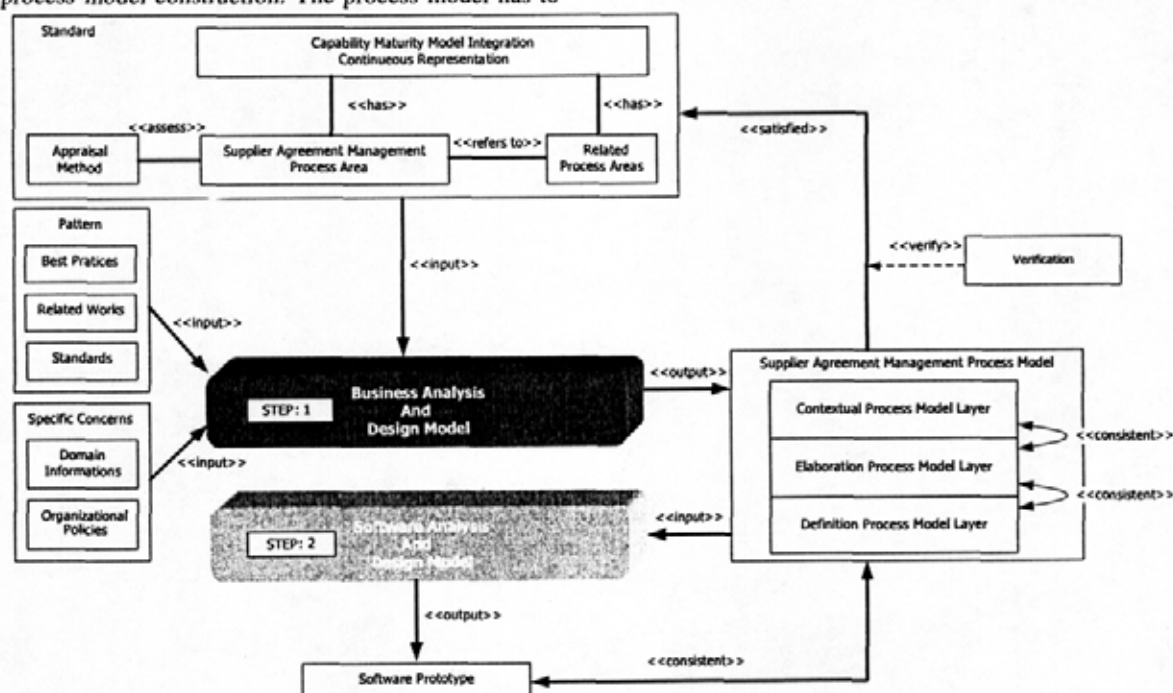 process model construction. The process model has to
Standard
Capability Maturity Model Integration
Continuous Representation
<<has>>
<<has>>
<<assess>>
<<refers to>>
<<satisfied>>
Appraisal
Method
Supplier Agreement Management
Process Area
Related
Process Areas
Pattern
Best Pratices
Related Works
Standards
<<input>>
<<input>>
<<verify>>
Verification
Supplier Agreement Management Process Model
Contextual Process Model Layer
Elaboration Process Model Layer
Definition Process Model Layer
<<consistent>>
<<consistent>>
<<output>>
STEP: 1
Business Analysis
And
Design Model
Specific Concerns
Domain
Informations
Organizational
Policies
<<input>>
STEP: 2
Software Analysis
And
Design Model
<<input>>
<<output>>
Software Prototype
<<consistent>>